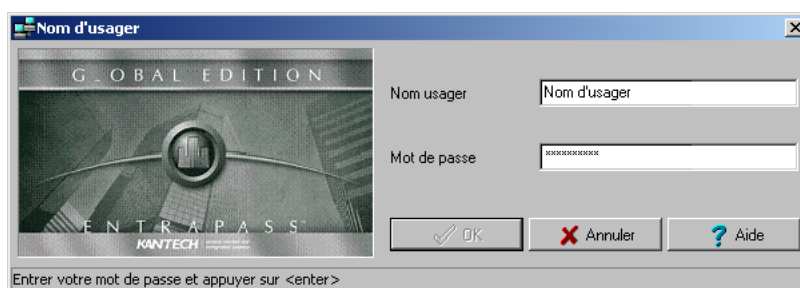 Nom d'usager
GLOBAL EDITION
ENTRAPASS
KANTECH
Nom usager
Nom d'usager
Mot de passe
**********
OK
Annuler
Aide
Entrer votre mot de passe et appuyer sur <enter>